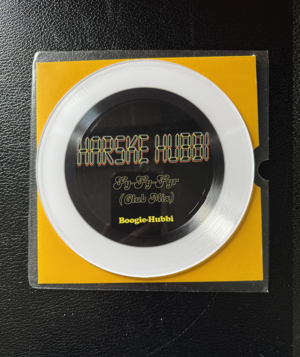 HARSKE HUBBI
Fy-Fy-Fyr
(Club Mix)
Boogie-Hubbi